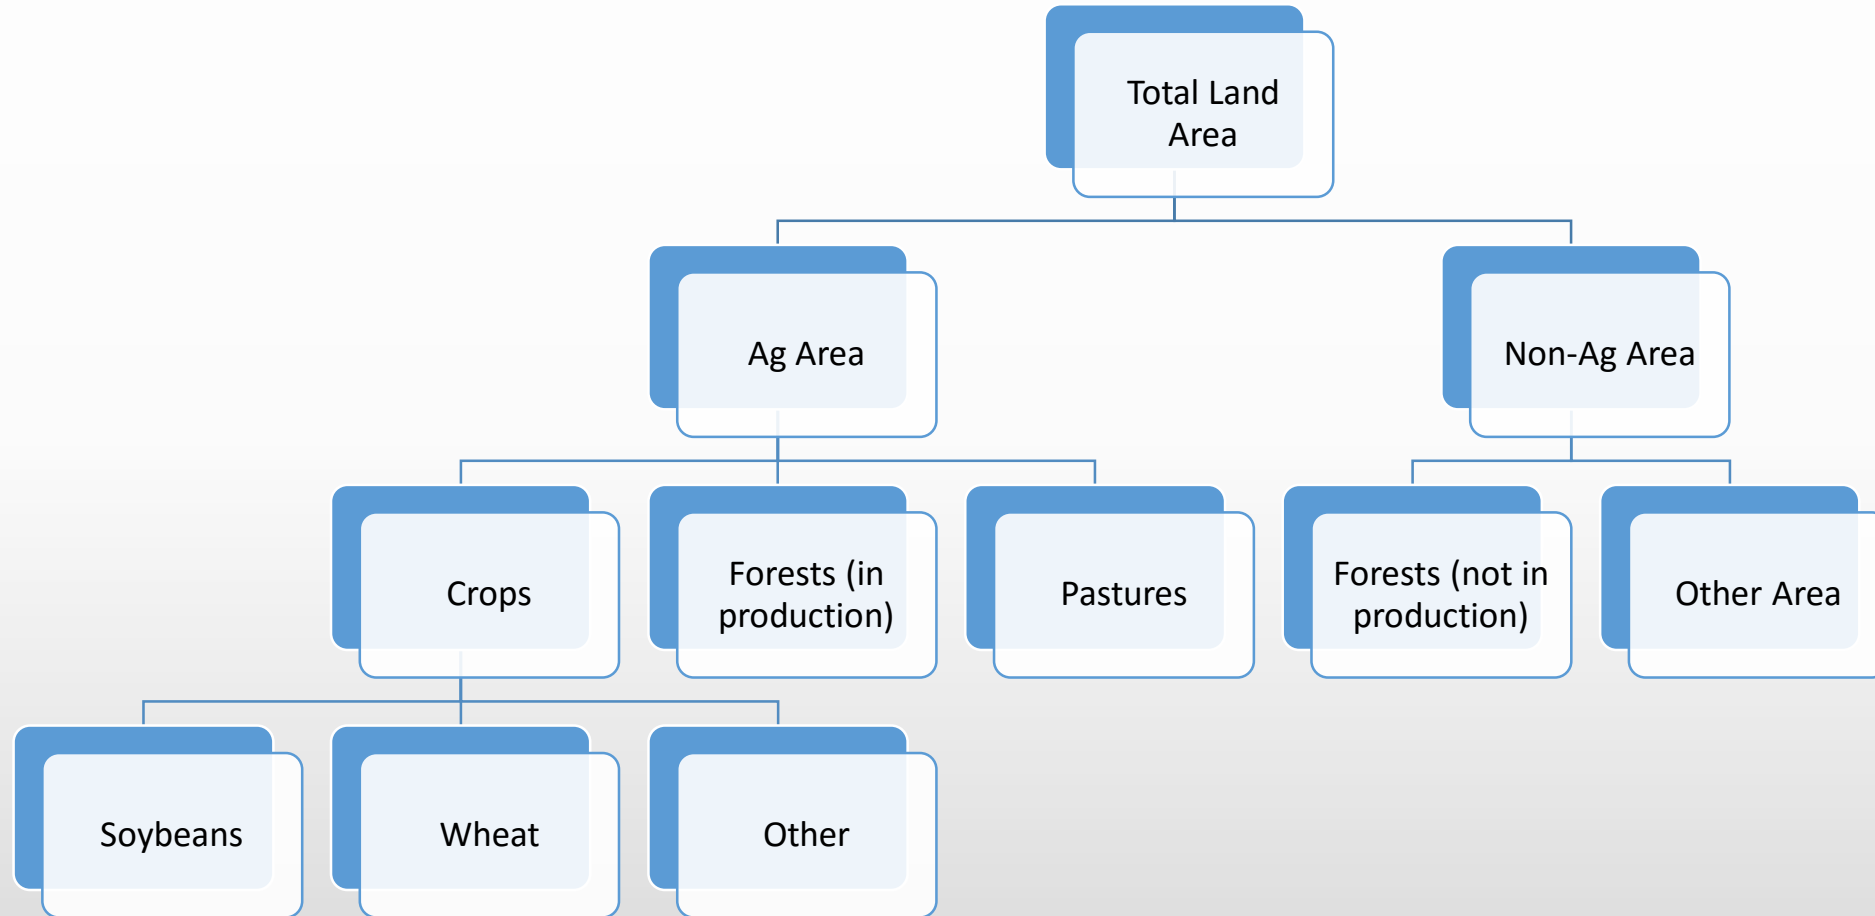 Total Land
Area
Ag Area
Non-Ag Area
Crops
Forests (in
production)
Pastures
Forests (not in
production)
Other Area
Soybeans
Wheat
Other